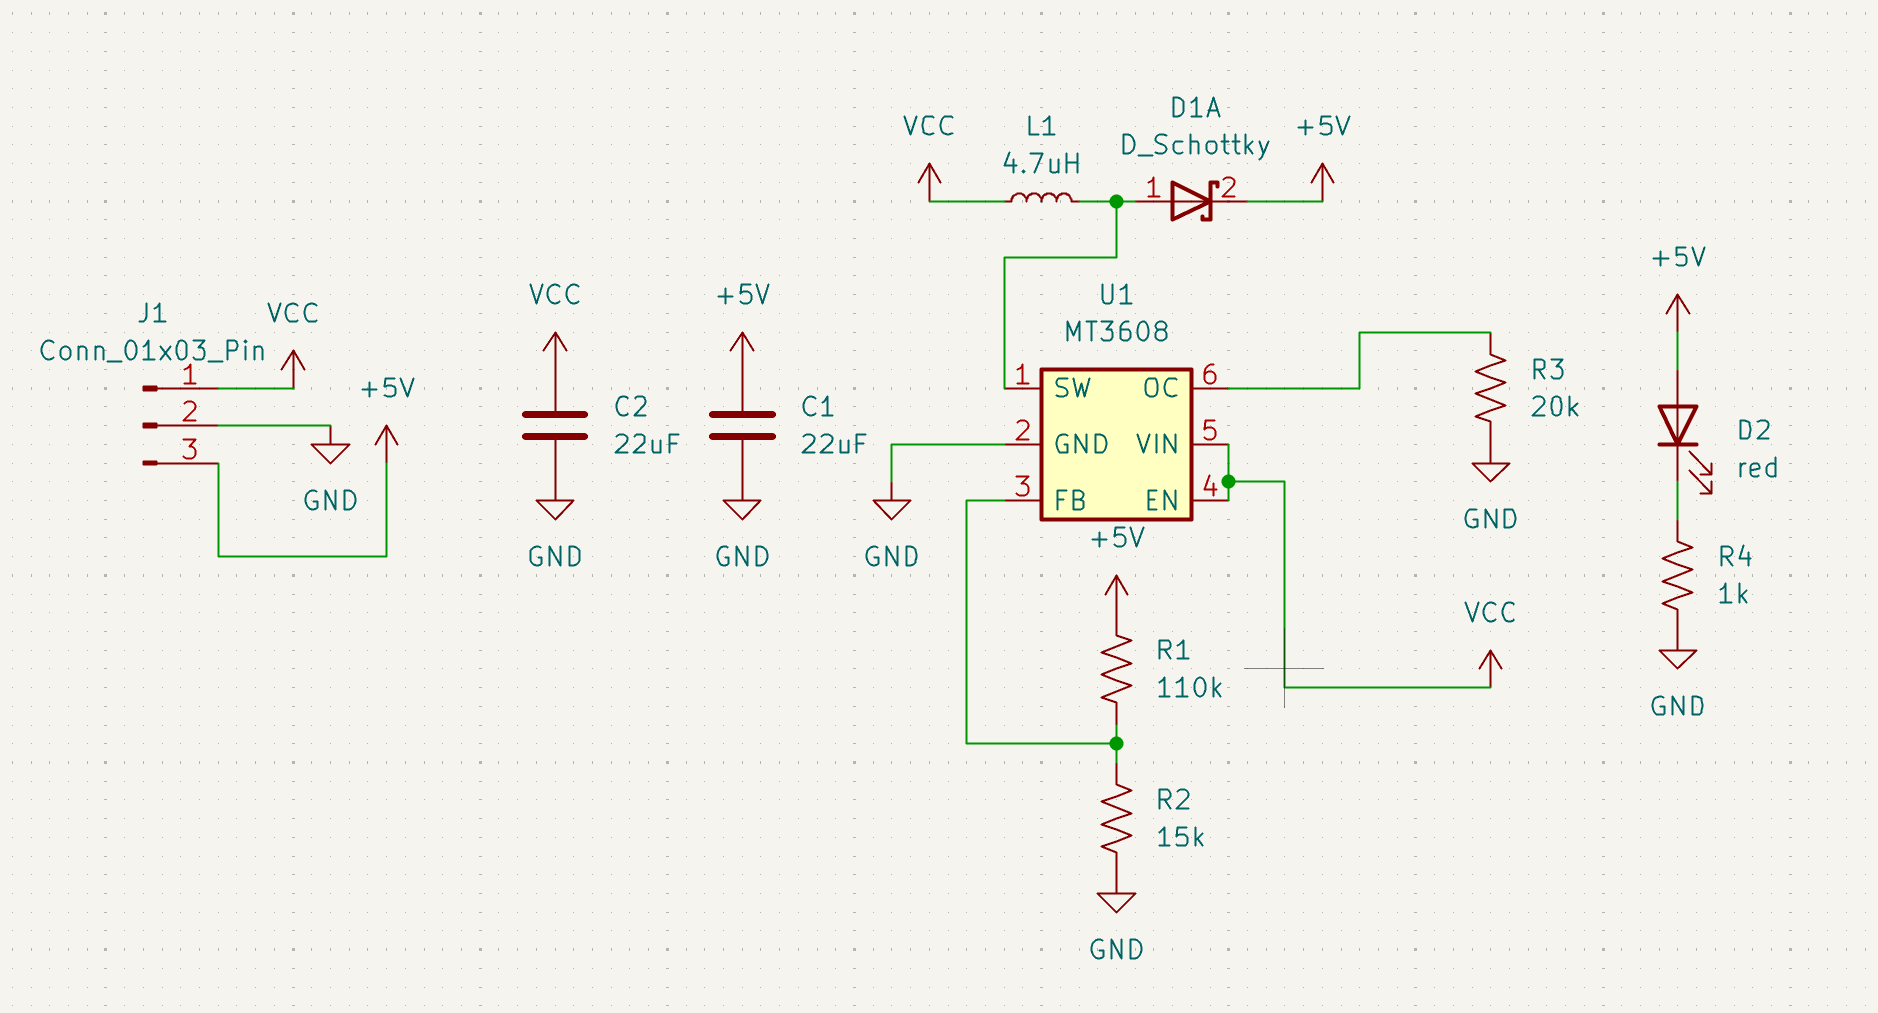 J1
Conn_01x03_Pin
1
2
3
VCC
GND
+5V
VCC
C2
22uF
GND
+5V
C1
22uF
GND
VCC
L1
4.7uH
D1A
D_Schottky
1
2
+5V
U1
MT3608
1
SW
2
GND
3
FB
OC
6
VIN
5
EN
4
GND
+5V
R1
110k
R2
15k
GND
R3
20k
GND
VCC
+5V
D2
red
R4
1k
GND